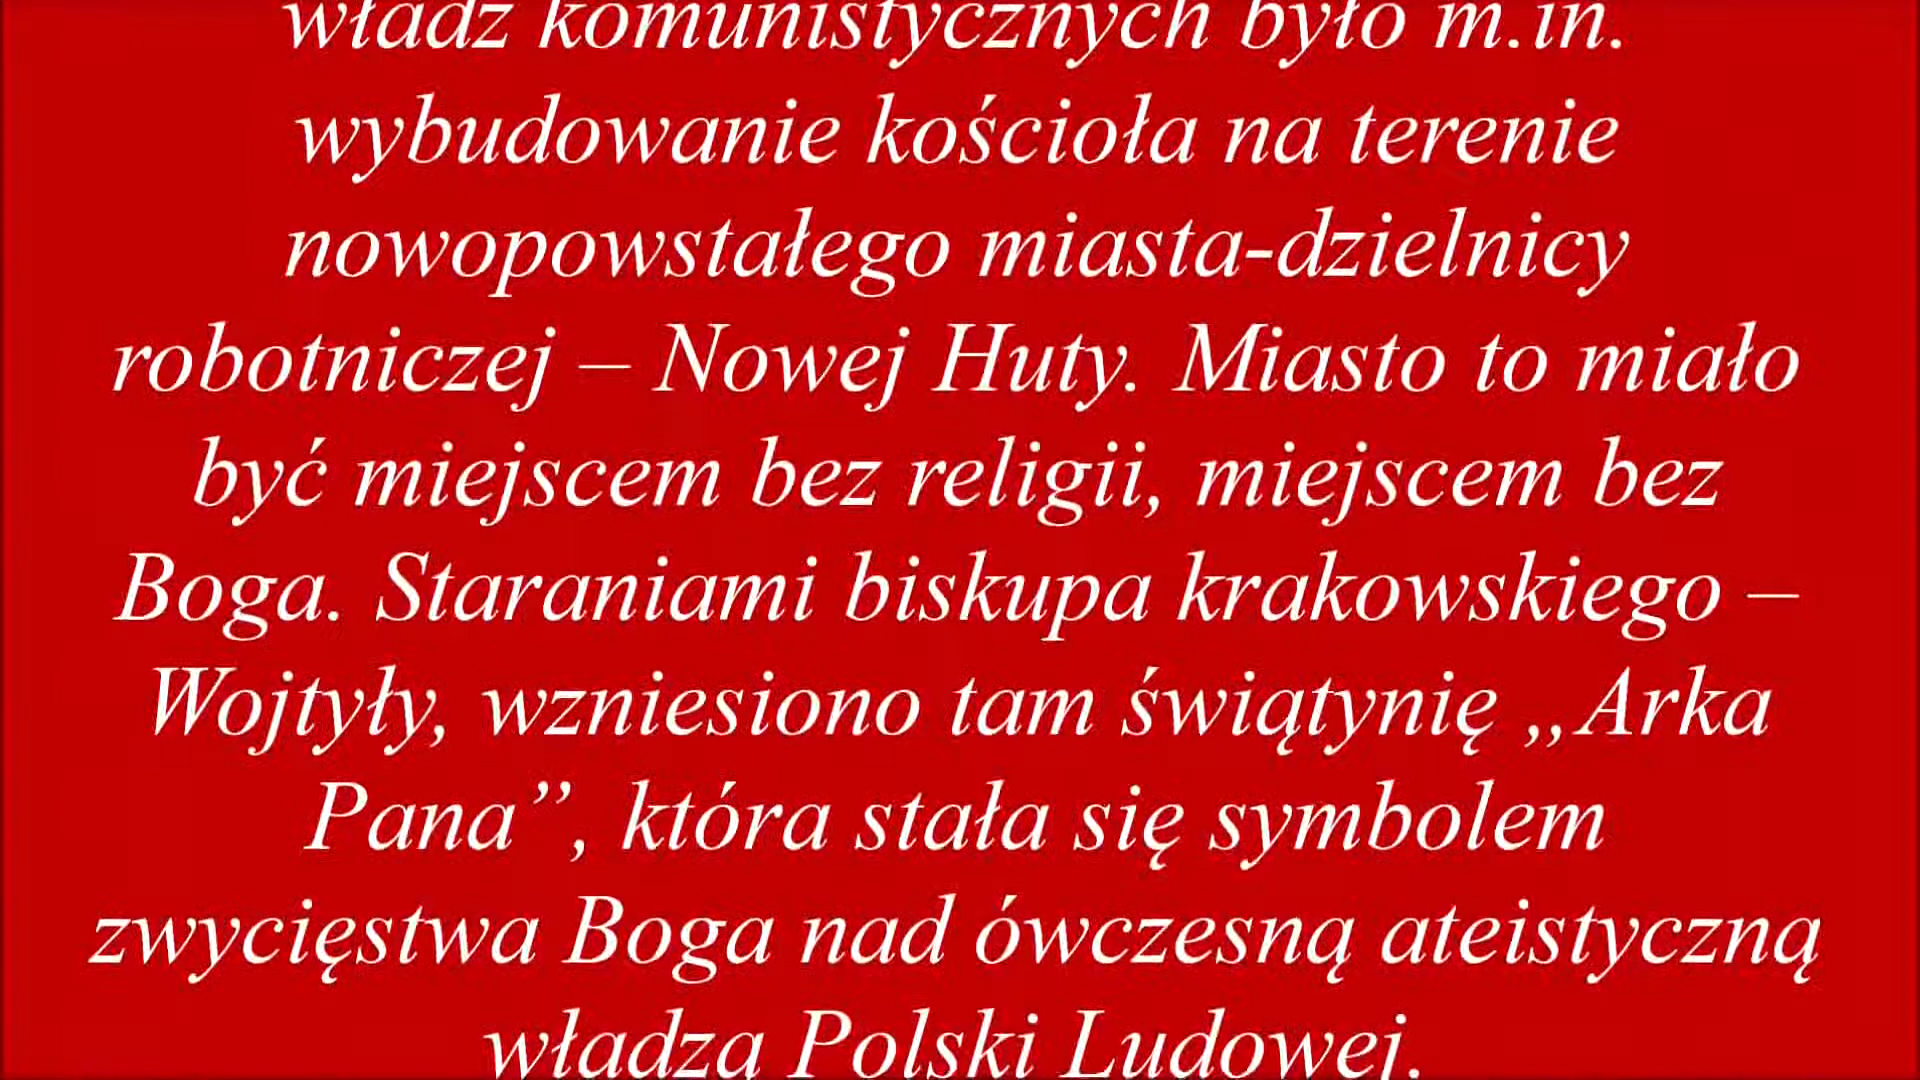 władz komunistycznych było m.in.
wybudowanie kościoła na terenie
nowopowstałego miasta-dzielnicy
robotniczej – Nowej Huty. Miasto to miało
być miejscem bez religii, miejscem bez
Boga. Staraniami biskupa krakowskiego –
Wojtyły, wzniesiono tam świątynię „Arka
Pana”, która stała się symbolem
zwycięstwa Boga nad ówczesną ateistyczną
władzą Polski Ludowej.